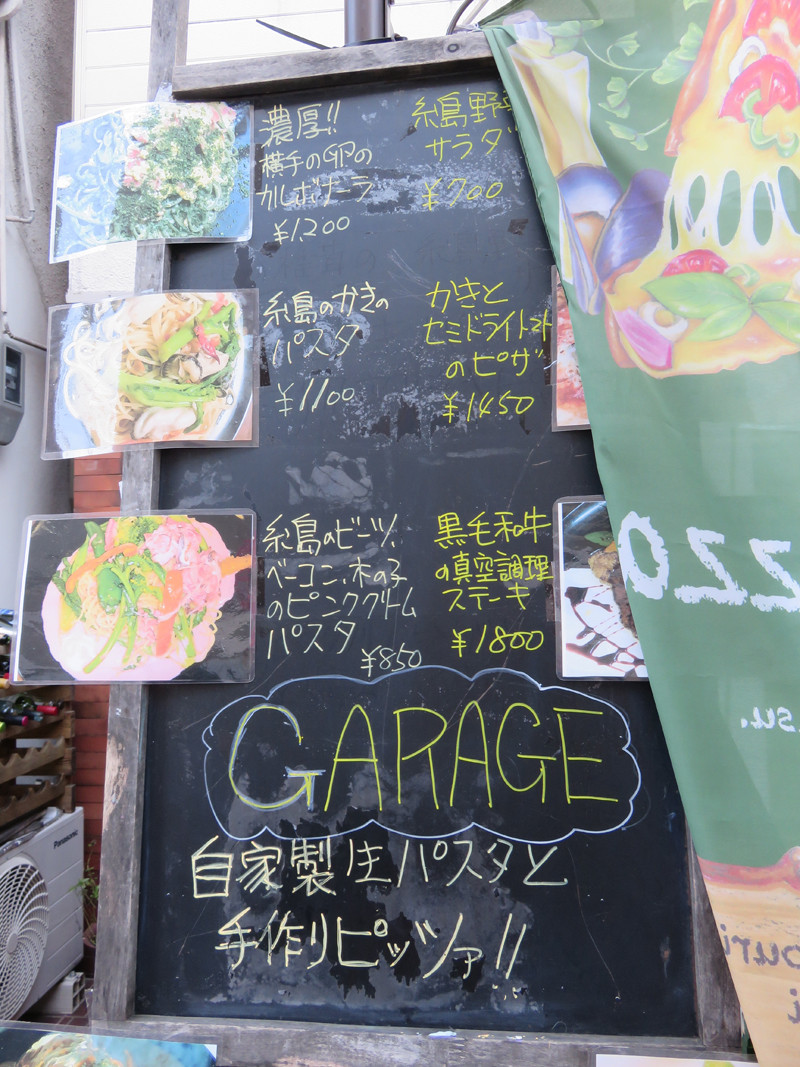 濃厚!!
横手の卵の
カルボナーラ
¥1,200
糸島野
サラダ
¥700
糸島のかきの
パスタ
¥1100
かきと
セミドライトマト
のピザ
¥1450
糸島のビーツ、
ベーコン、木の子
のピンククリーム
パスタ
¥850
黒毛和牛
の真空調理
ステーキ
¥1800
GARAGE
自家製生パスタと
手作りピッツァ!!
Panasonic